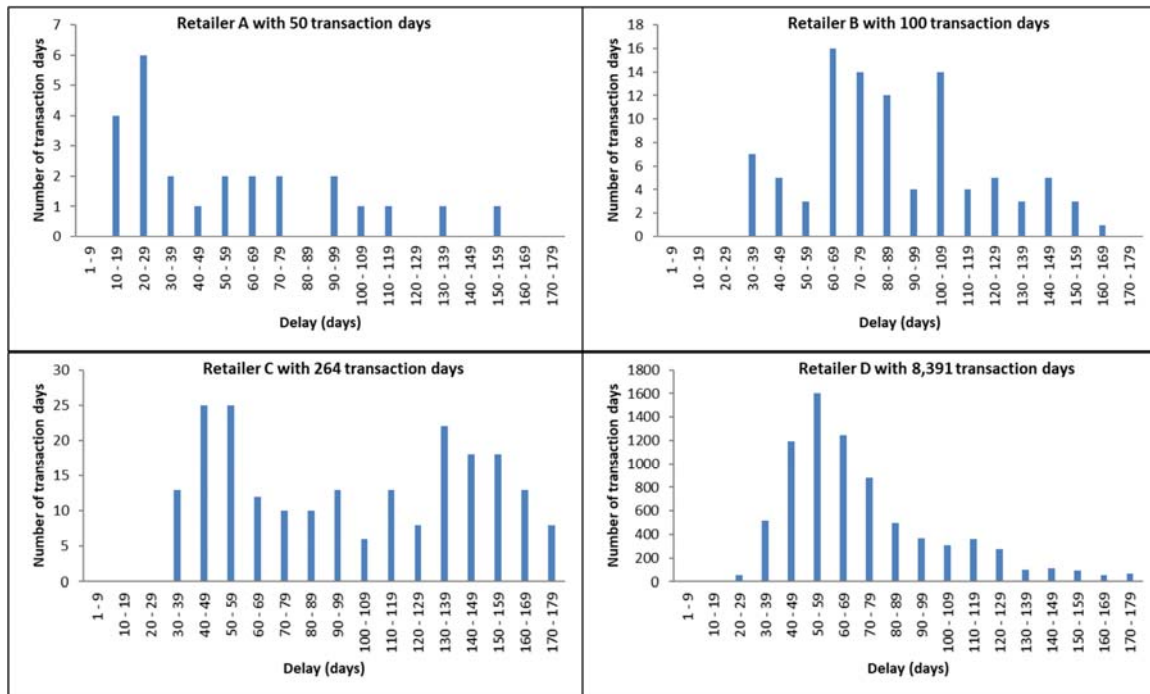 Retailer A with 50 transaction days
Number of transaction days
7
6
5
4
3
2
1
0
1 - 9
10 - 19
20 - 29
30 - 39
40 - 49
50 - 59
60 - 69
70 - 79
80 - 89
90 - 99
100 - 109
110 - 119
120 - 129
130 - 139
140 - 149
150 - 159
160 - 169
170 - 179
Delay (days)
Retailer B with 100 transaction days
Number of transaction days
18
16
14
12
10
8
6
4
2
0
1 - 9
10 - 19
20 - 29
30 - 39
40 - 49
50 - 59
60 - 69
70 - 79
80 - 89
90 - 99
100 - 109
110 - 119
120 - 129
130 - 139
140 - 149
150 - 159
160 - 169
170 - 179
Delay (days)
Retailer C with 264 transaction days
Number of transaction days
30
25
20
15
10
5
0
1 - 9
10 - 19
20 - 29
30 - 39
40 - 49
50 - 59
60 - 69
70 - 79
80 - 89
90 - 99
100 - 109
110 - 119
120 - 129
130 - 139
140 - 149
150 - 159
160 - 169
170 - 179
Delay (days)
Retailer D with 8,391 transaction days
Number of transaction days
1800
1600
1400
1200
1000
800
600
400
200
0
1 - 9
10 - 19
20 - 29
30 - 39
40 - 49
50 - 59
60 - 69
70 - 79
80 - 89
90 - 99
100 - 109
110 - 119
120 - 129
130 - 139
140 - 149
150 - 159
160 - 169
170 - 179
Delay (days)